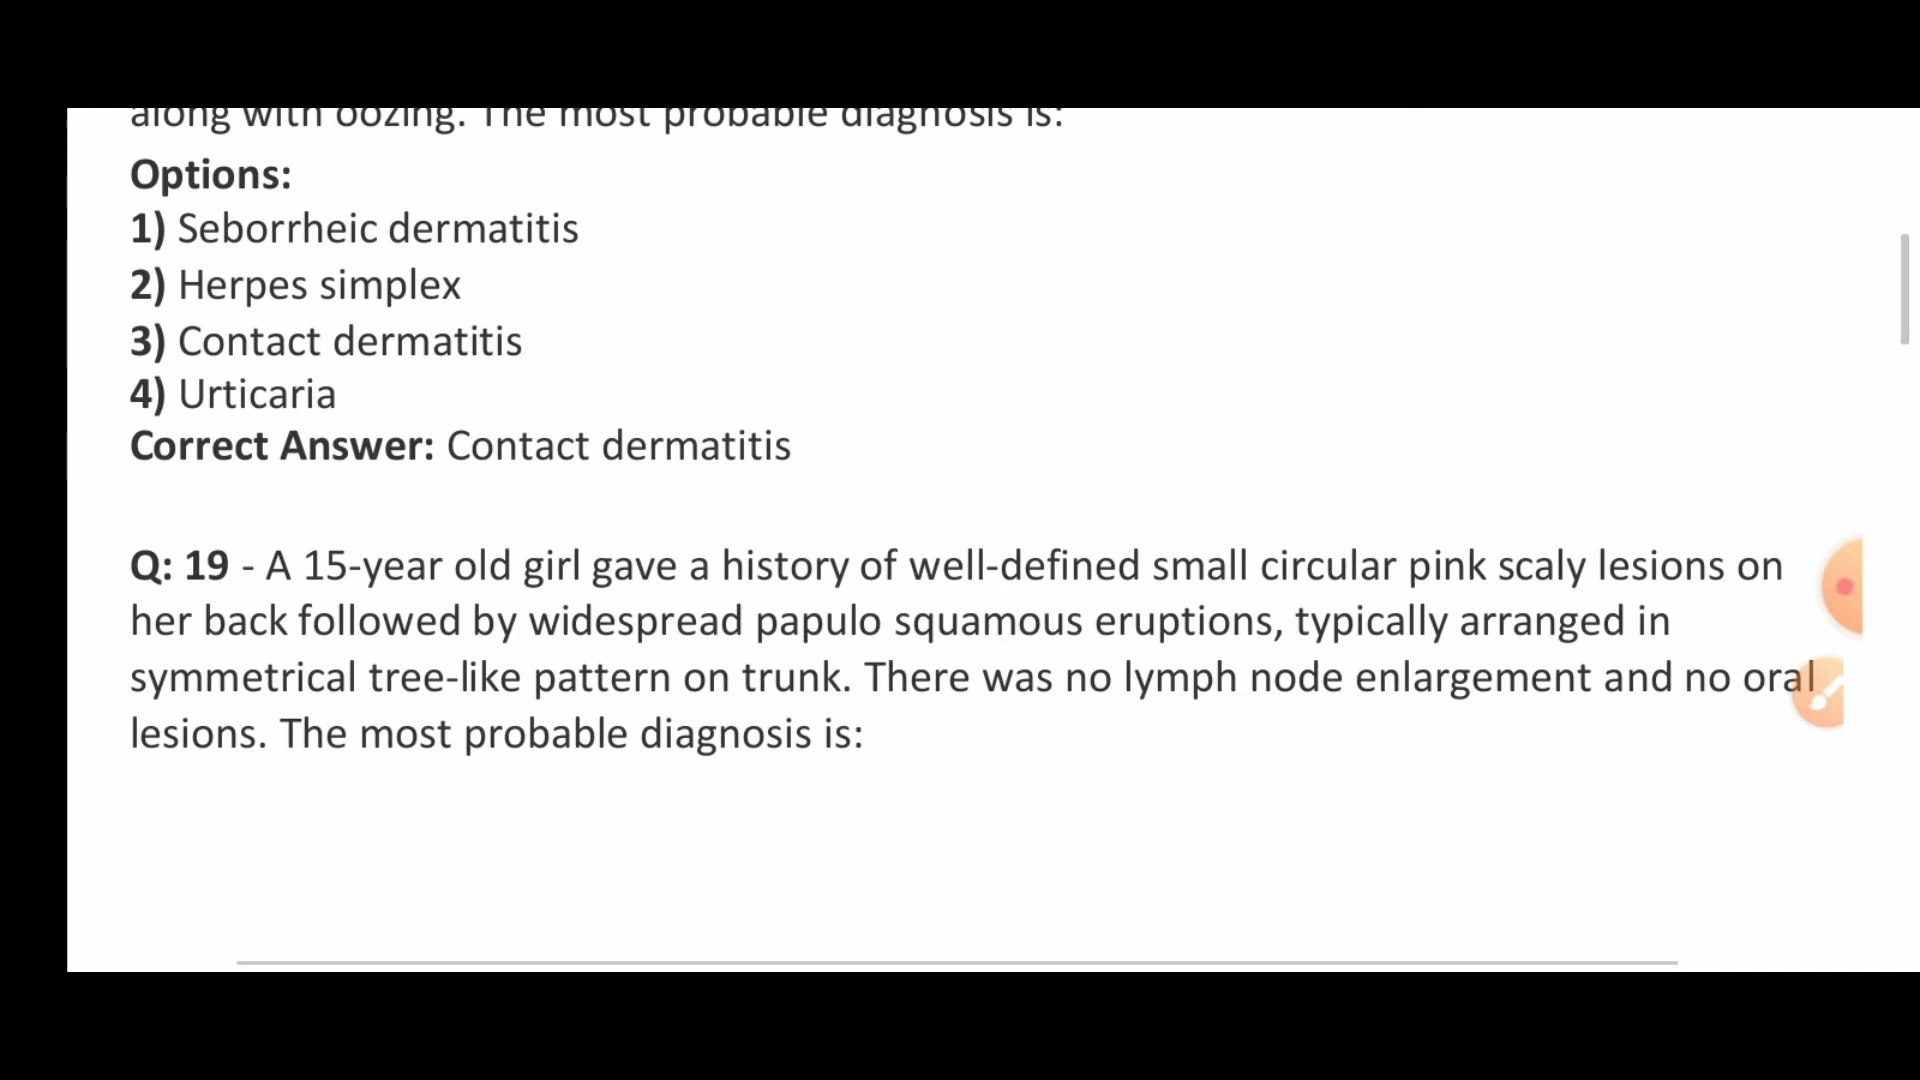 along with oozing. The most probable diagnosis is:
Options:
1) Seborrheic dermatitis
2) Herpes simplex
3) Contact dermatitis
4) Urticaria
Correct Answer: Contact dermatitis
Q: 19 - A 15-year old girl gave a history of well-defined small circular pink scaly lesions on
her back followed by widespread papulo squamous eruptions, typically arranged in
symmetrical tree-like pattern on trunk. There was no lymph node enlargement and no oral
lesions. The most probable diagnosis is: